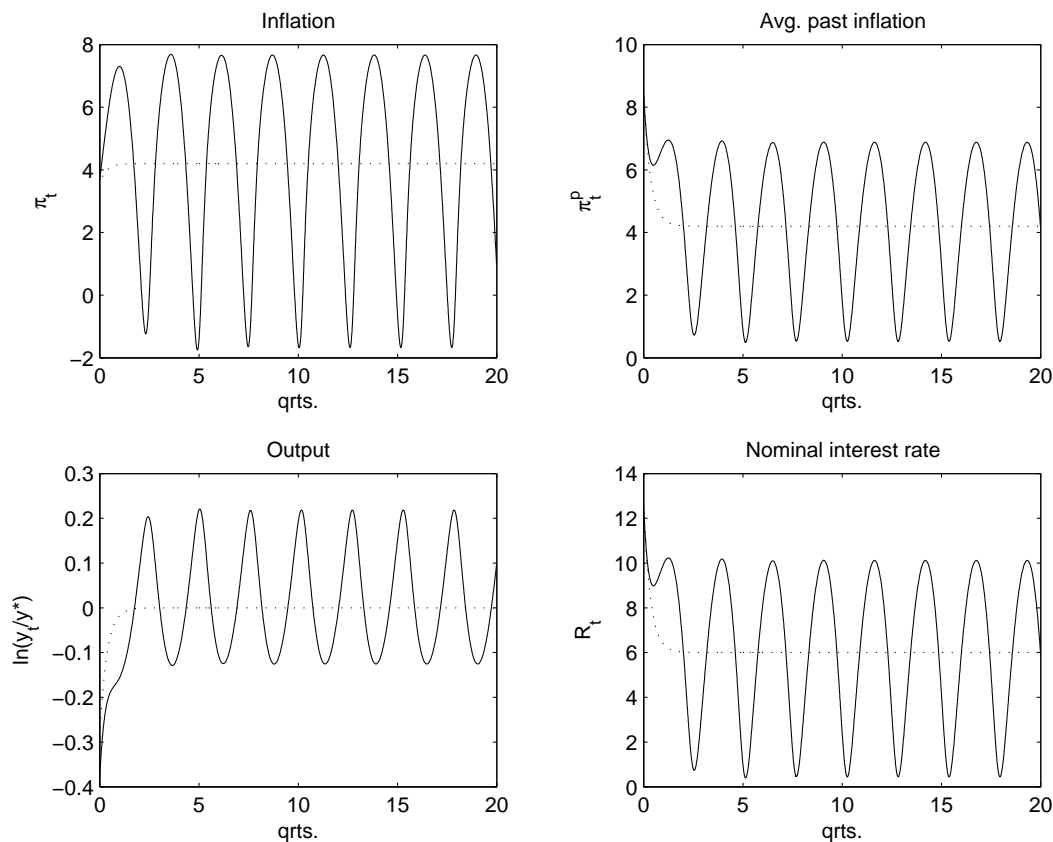 Inflation
8
6
4
2
0
−2
π_t
0 5 10 15 20
qrts.
Avg. past inflation
10
8
6
4
2
0
π_t^p
0 5 10 15 20
qrts.
Output
0.3
0.2
0.1
0
−0.1
−0.2
−0.3
−0.4
ln(y_t/y*)
0 5 10 15 20
qrts.
Nominal interest rate
14
12
10
8
6
4
2
0
R_t
0 5 10 15 20
qrts.